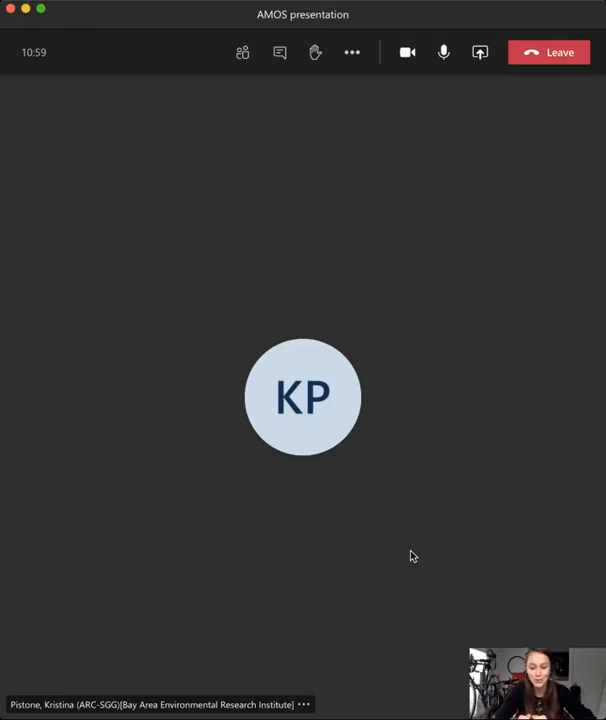 AMOS presentation
10:59
Leave
KP
Pistone, Kristina (ARC-SGG)[Bay Area Environmental Research Institute]